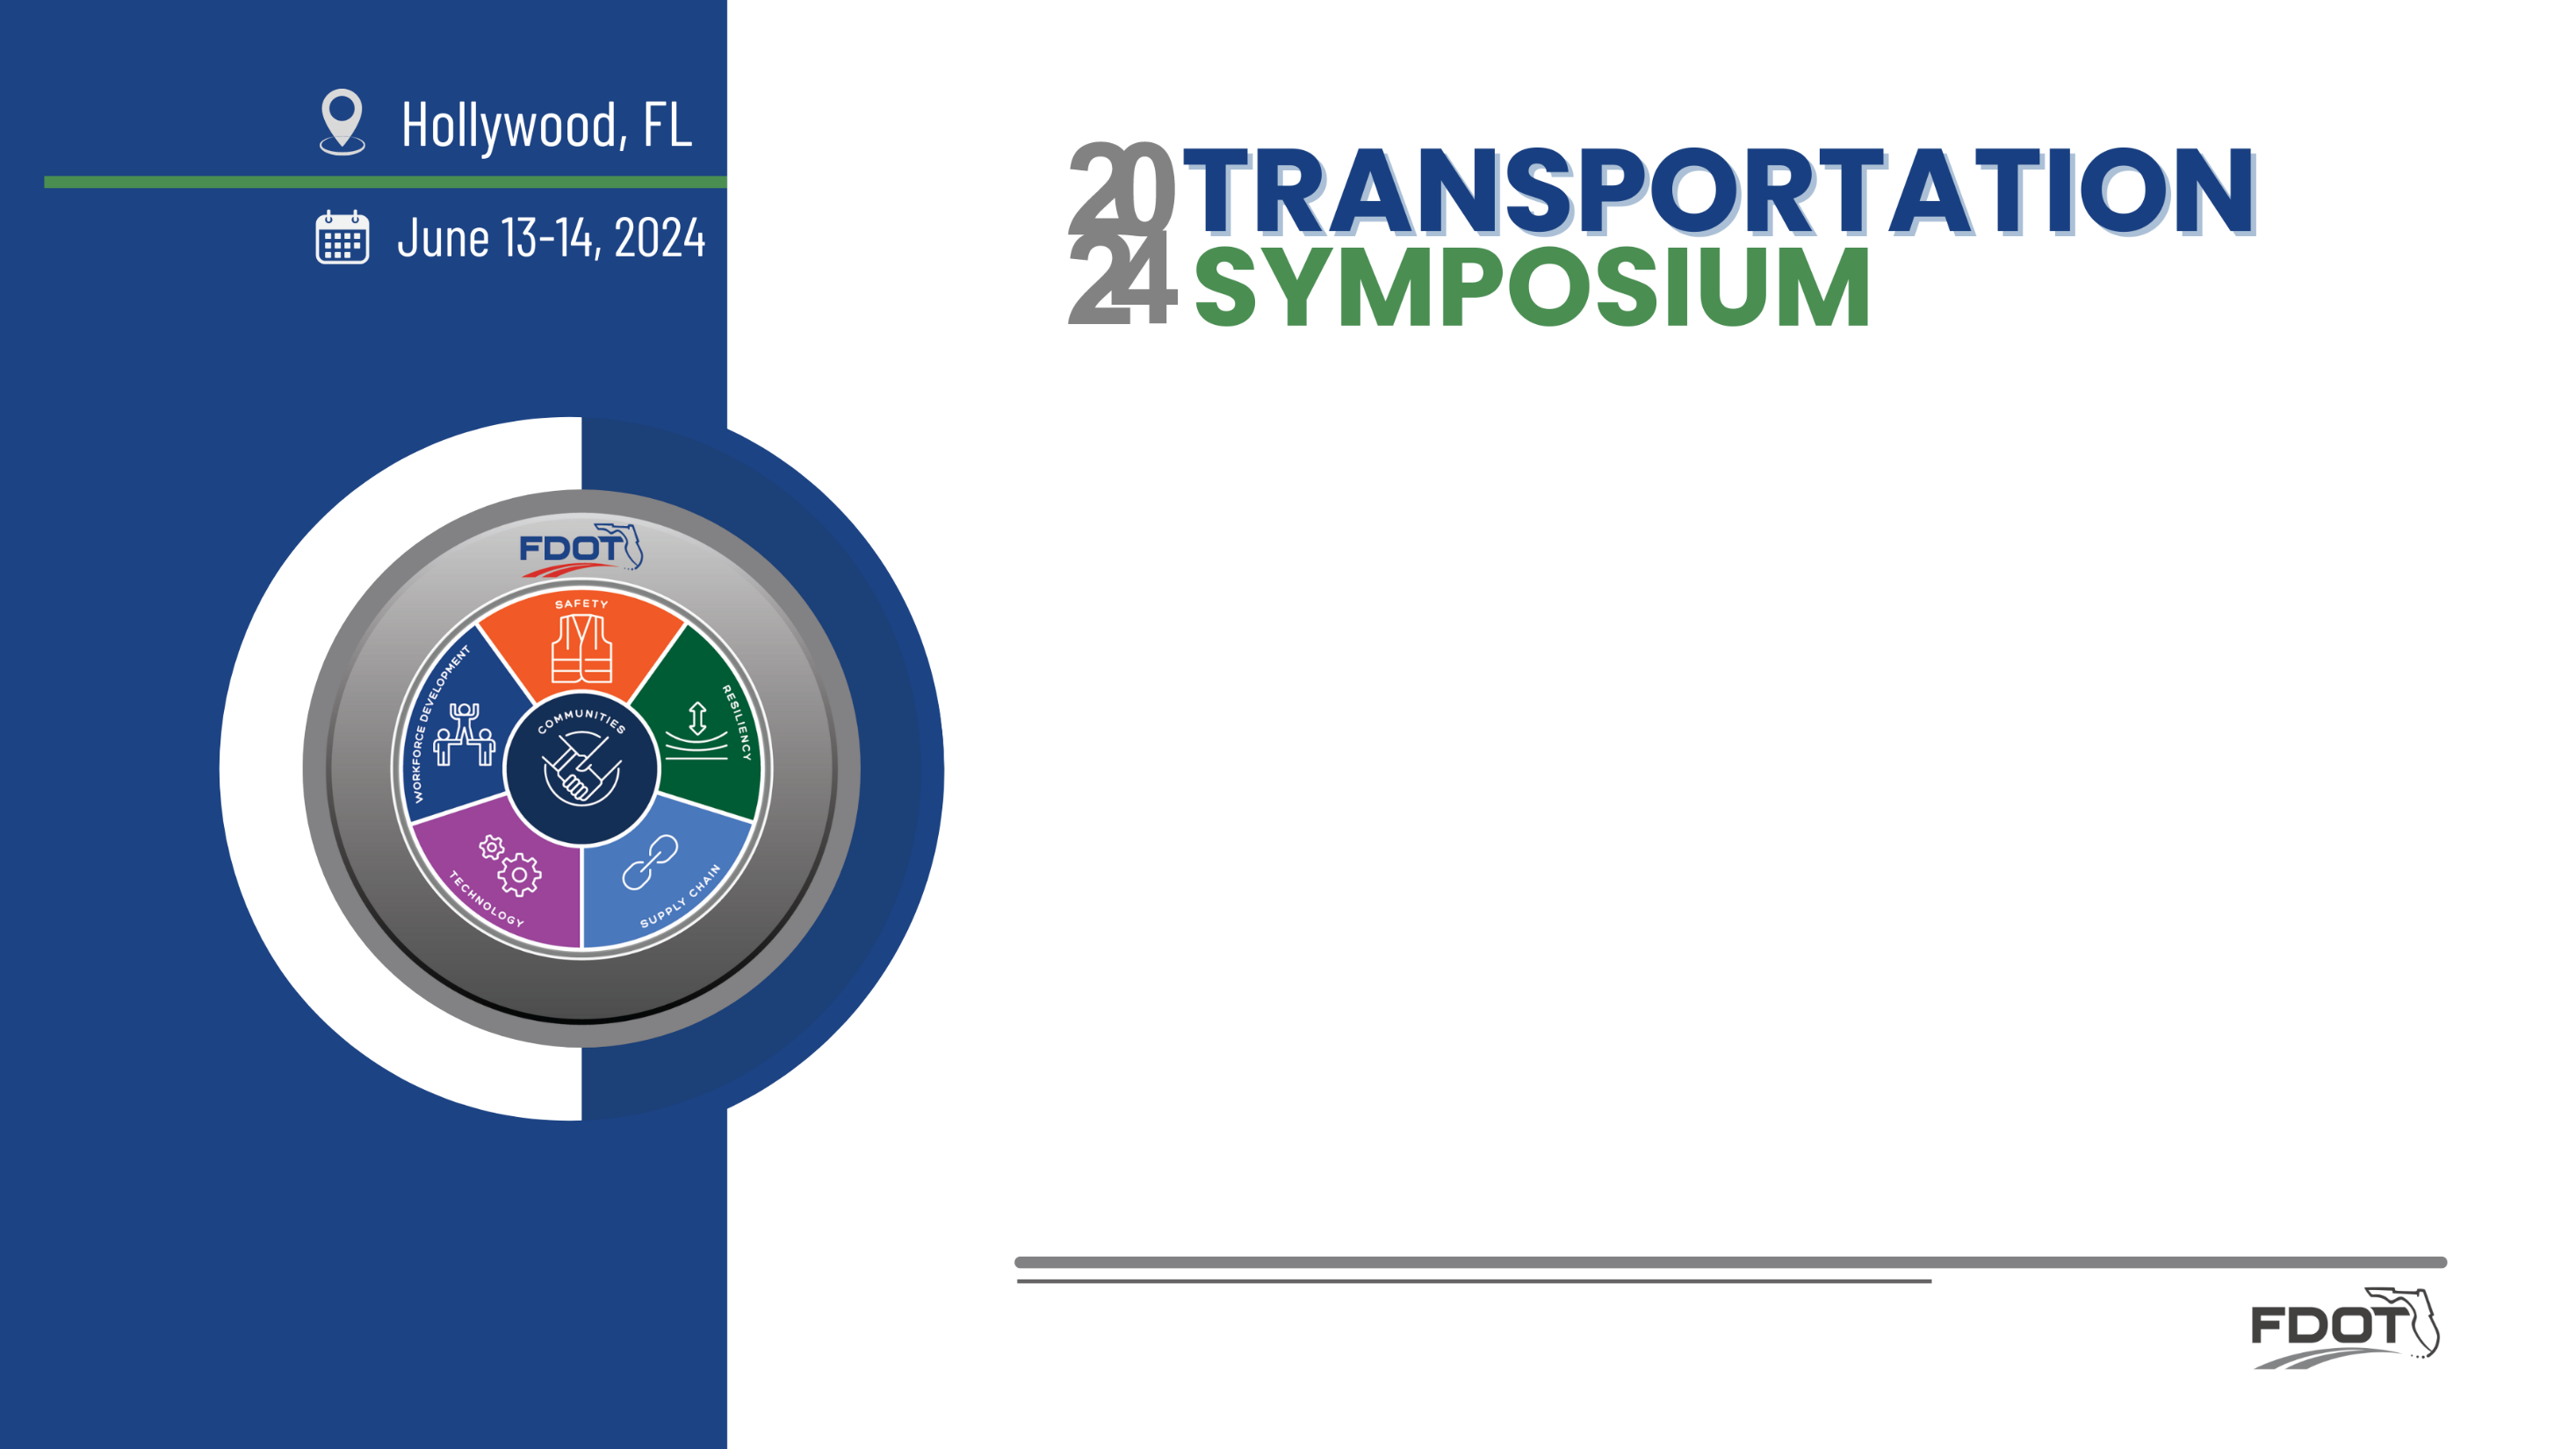 Hollywood, FL
June 13-14, 2024
2024
TRANSPORTATION
SYMPOSIUM
FDOT
SAFETY
RESILIENCY
SUPPLY CHAIN
TECHNOLOGY
WORKFORCE DEVELOPMENT
COMMUNITIES
FDOT